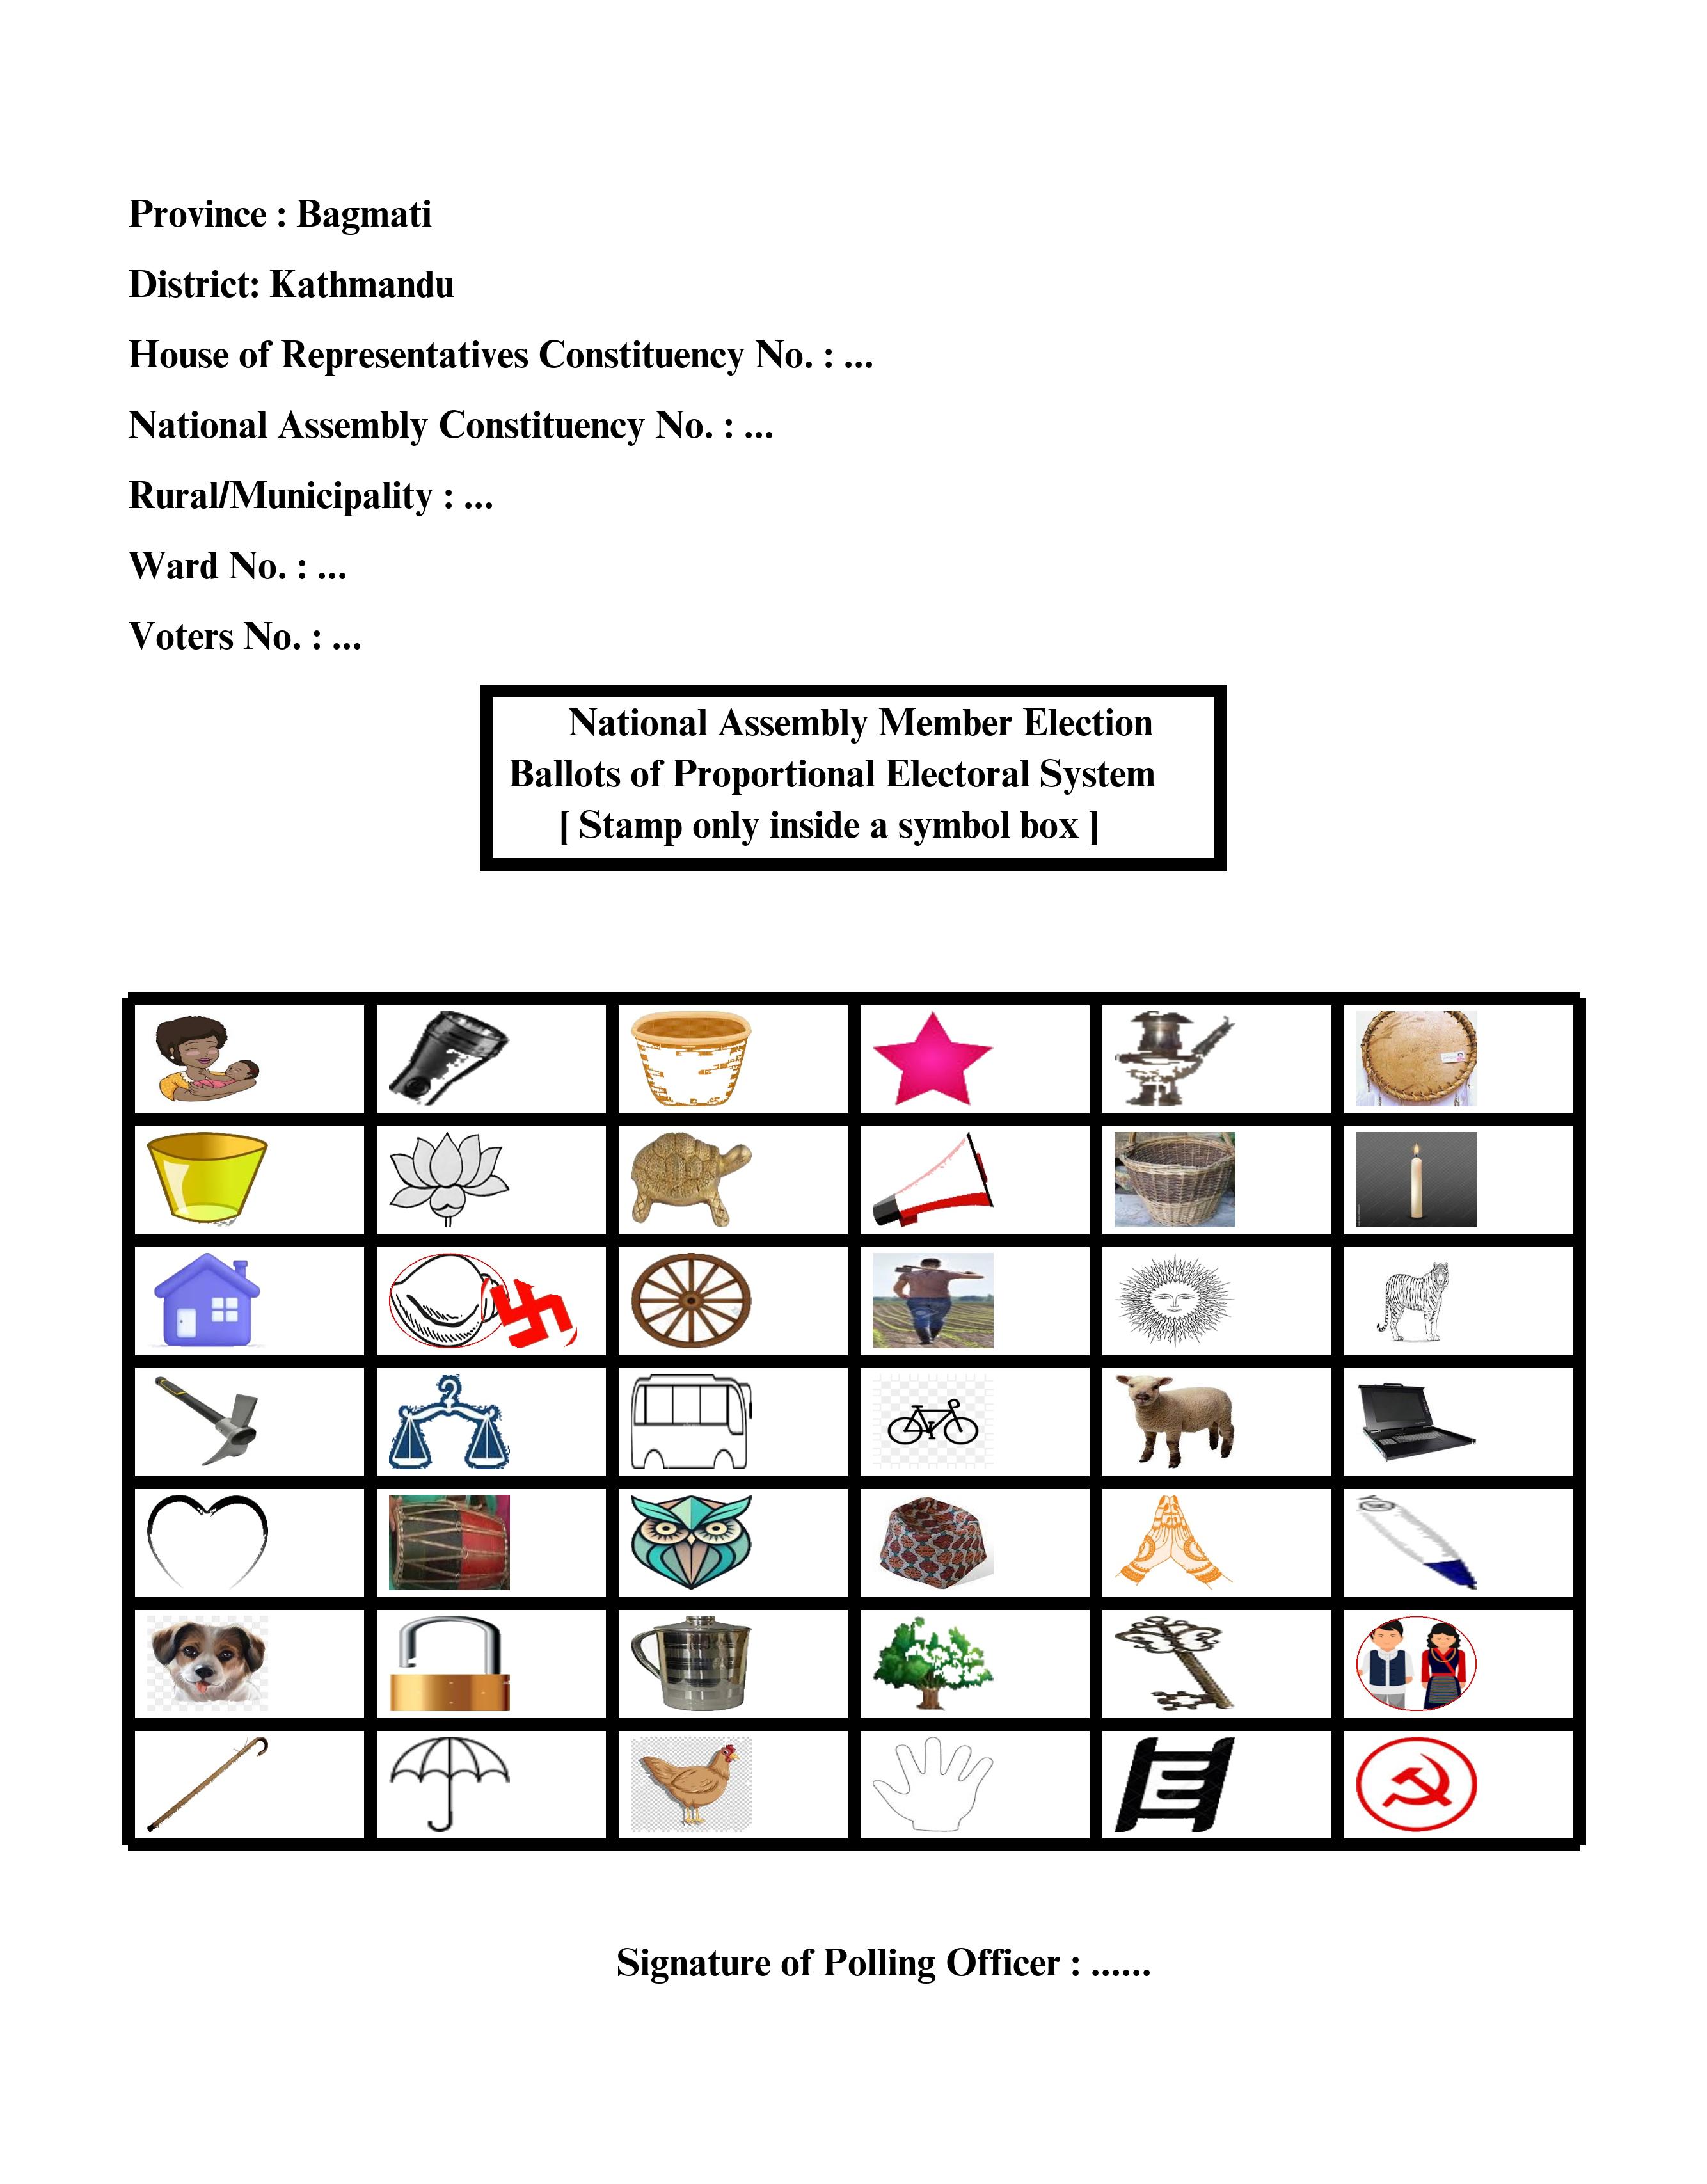 Province : Bagmati
District: Kathmandu
House of Representatives Constituency No. : ...
National Assembly Constituency No. : ...
Rural/Municipality : ...
Ward No. : ...
Voters No. : ...
National Assembly Member Election
Ballots of Proportional Electoral System
[ Stamp only inside a symbol box ]
Signature of Polling Officer : ......